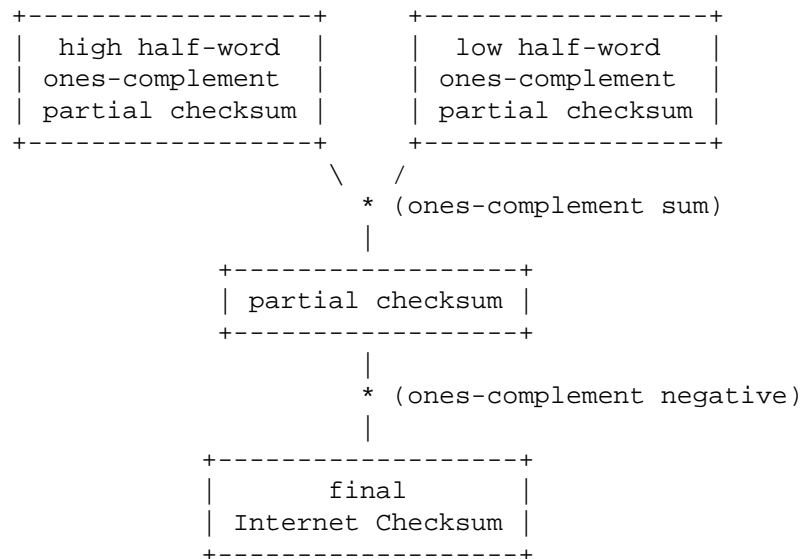 high half-word low half-word
ones-complement ones-complement
partial checksum partial checksum
* (ones-complement sum)
partial checksum
* (ones-complement negative)
final
Internet Checksum